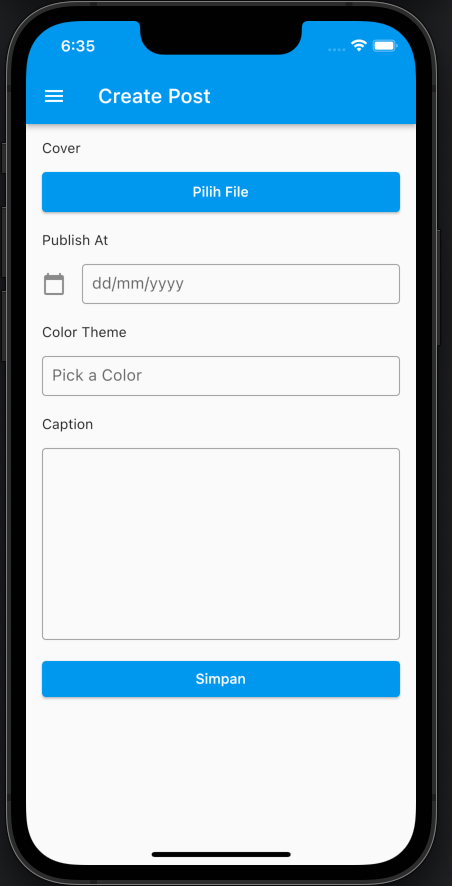 6:35
Create Post
Cover
Pilih File
Publish At
dd/mm/yyyy
Color Theme
Pick a Color
Caption
Simpan